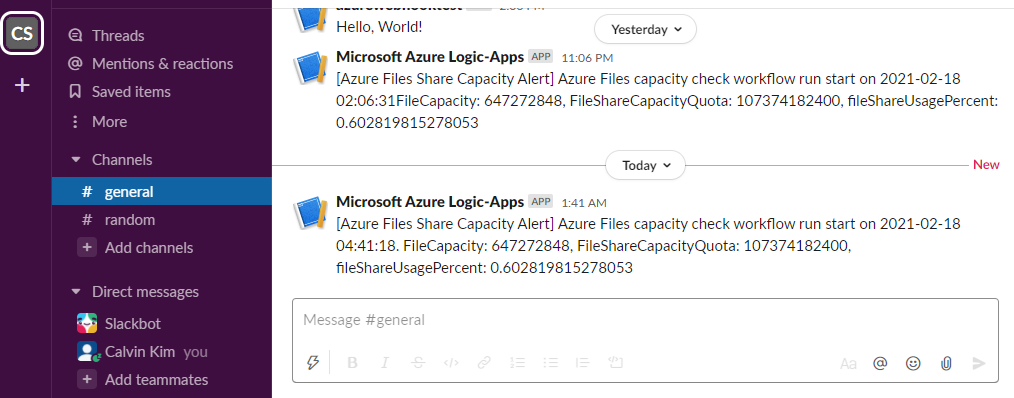 CS
Threads
Mentions & reactions
Saved items
More
Channels
# general
# random
+ Add channels
Direct messages
Slackbot
Calvin Kim you
+ Add teammates
Hello, World!
Yesterday
Microsoft Azure Logic-Apps APP 11:06 PM
[Azure Files Share Capacity Alert] Azure Files capacity check workflow run start on 2021-02-18
02:06:31FileCapacity: 647272848, FileShareCapacityQuota: 107374182400, fileShareUsagePercent:
0.602819815278053
Today
New
Microsoft Azure Logic-Apps APP 1:41 AM
[Azure Files Share Capacity Alert] Azure Files capacity check workflow run start on 2021-02-18
04:41:18. FileCapacity: 647272848, FileShareCapacityQuota: 107374182400,
fileShareUsagePercent: 0.602819815278053
Message #general
B I S Aa @